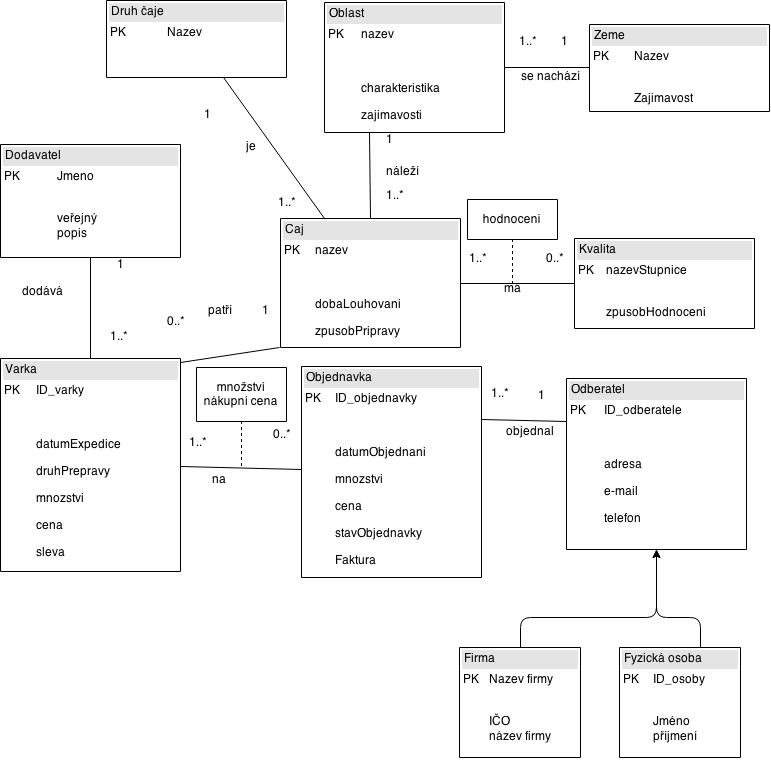 Druh čaje
PK Nazev
Oblast
PK nazev
charakteristika
zajimavosti
1..* 1
se nachází
Zeme
PK Nazev
Zajimavost
1
je
1..*
1
náleží
1..*
Dodavatel
PK Jmeno
veřejný
popis
1
dodává
1..*
Caj
PK nazev
dobaLouhovani
zpusobPripravy
hodnoceni
1..* 0..*
ma
Kvalita
PK nazevStupnice
zpusobHodnoceni
0..* patří 1
Varka
PK ID_varky
datumExpedice
druhPrepravy
mnozstvi
cena
sleva
množství
nákupní cena
1..* 0..*
na
Objednavka
PK ID_objednavky
datumObjednani
mnozstvi
cena
stavObjednavky
Faktura
1..* 1
objednal
Odberatel
PK ID_odberatele
adresa
e-mail
telefon
Firma
PK Nazev firmy
IČO
název firmy
Fyzická osoba
PK ID_osoby
Jméno
příjmení